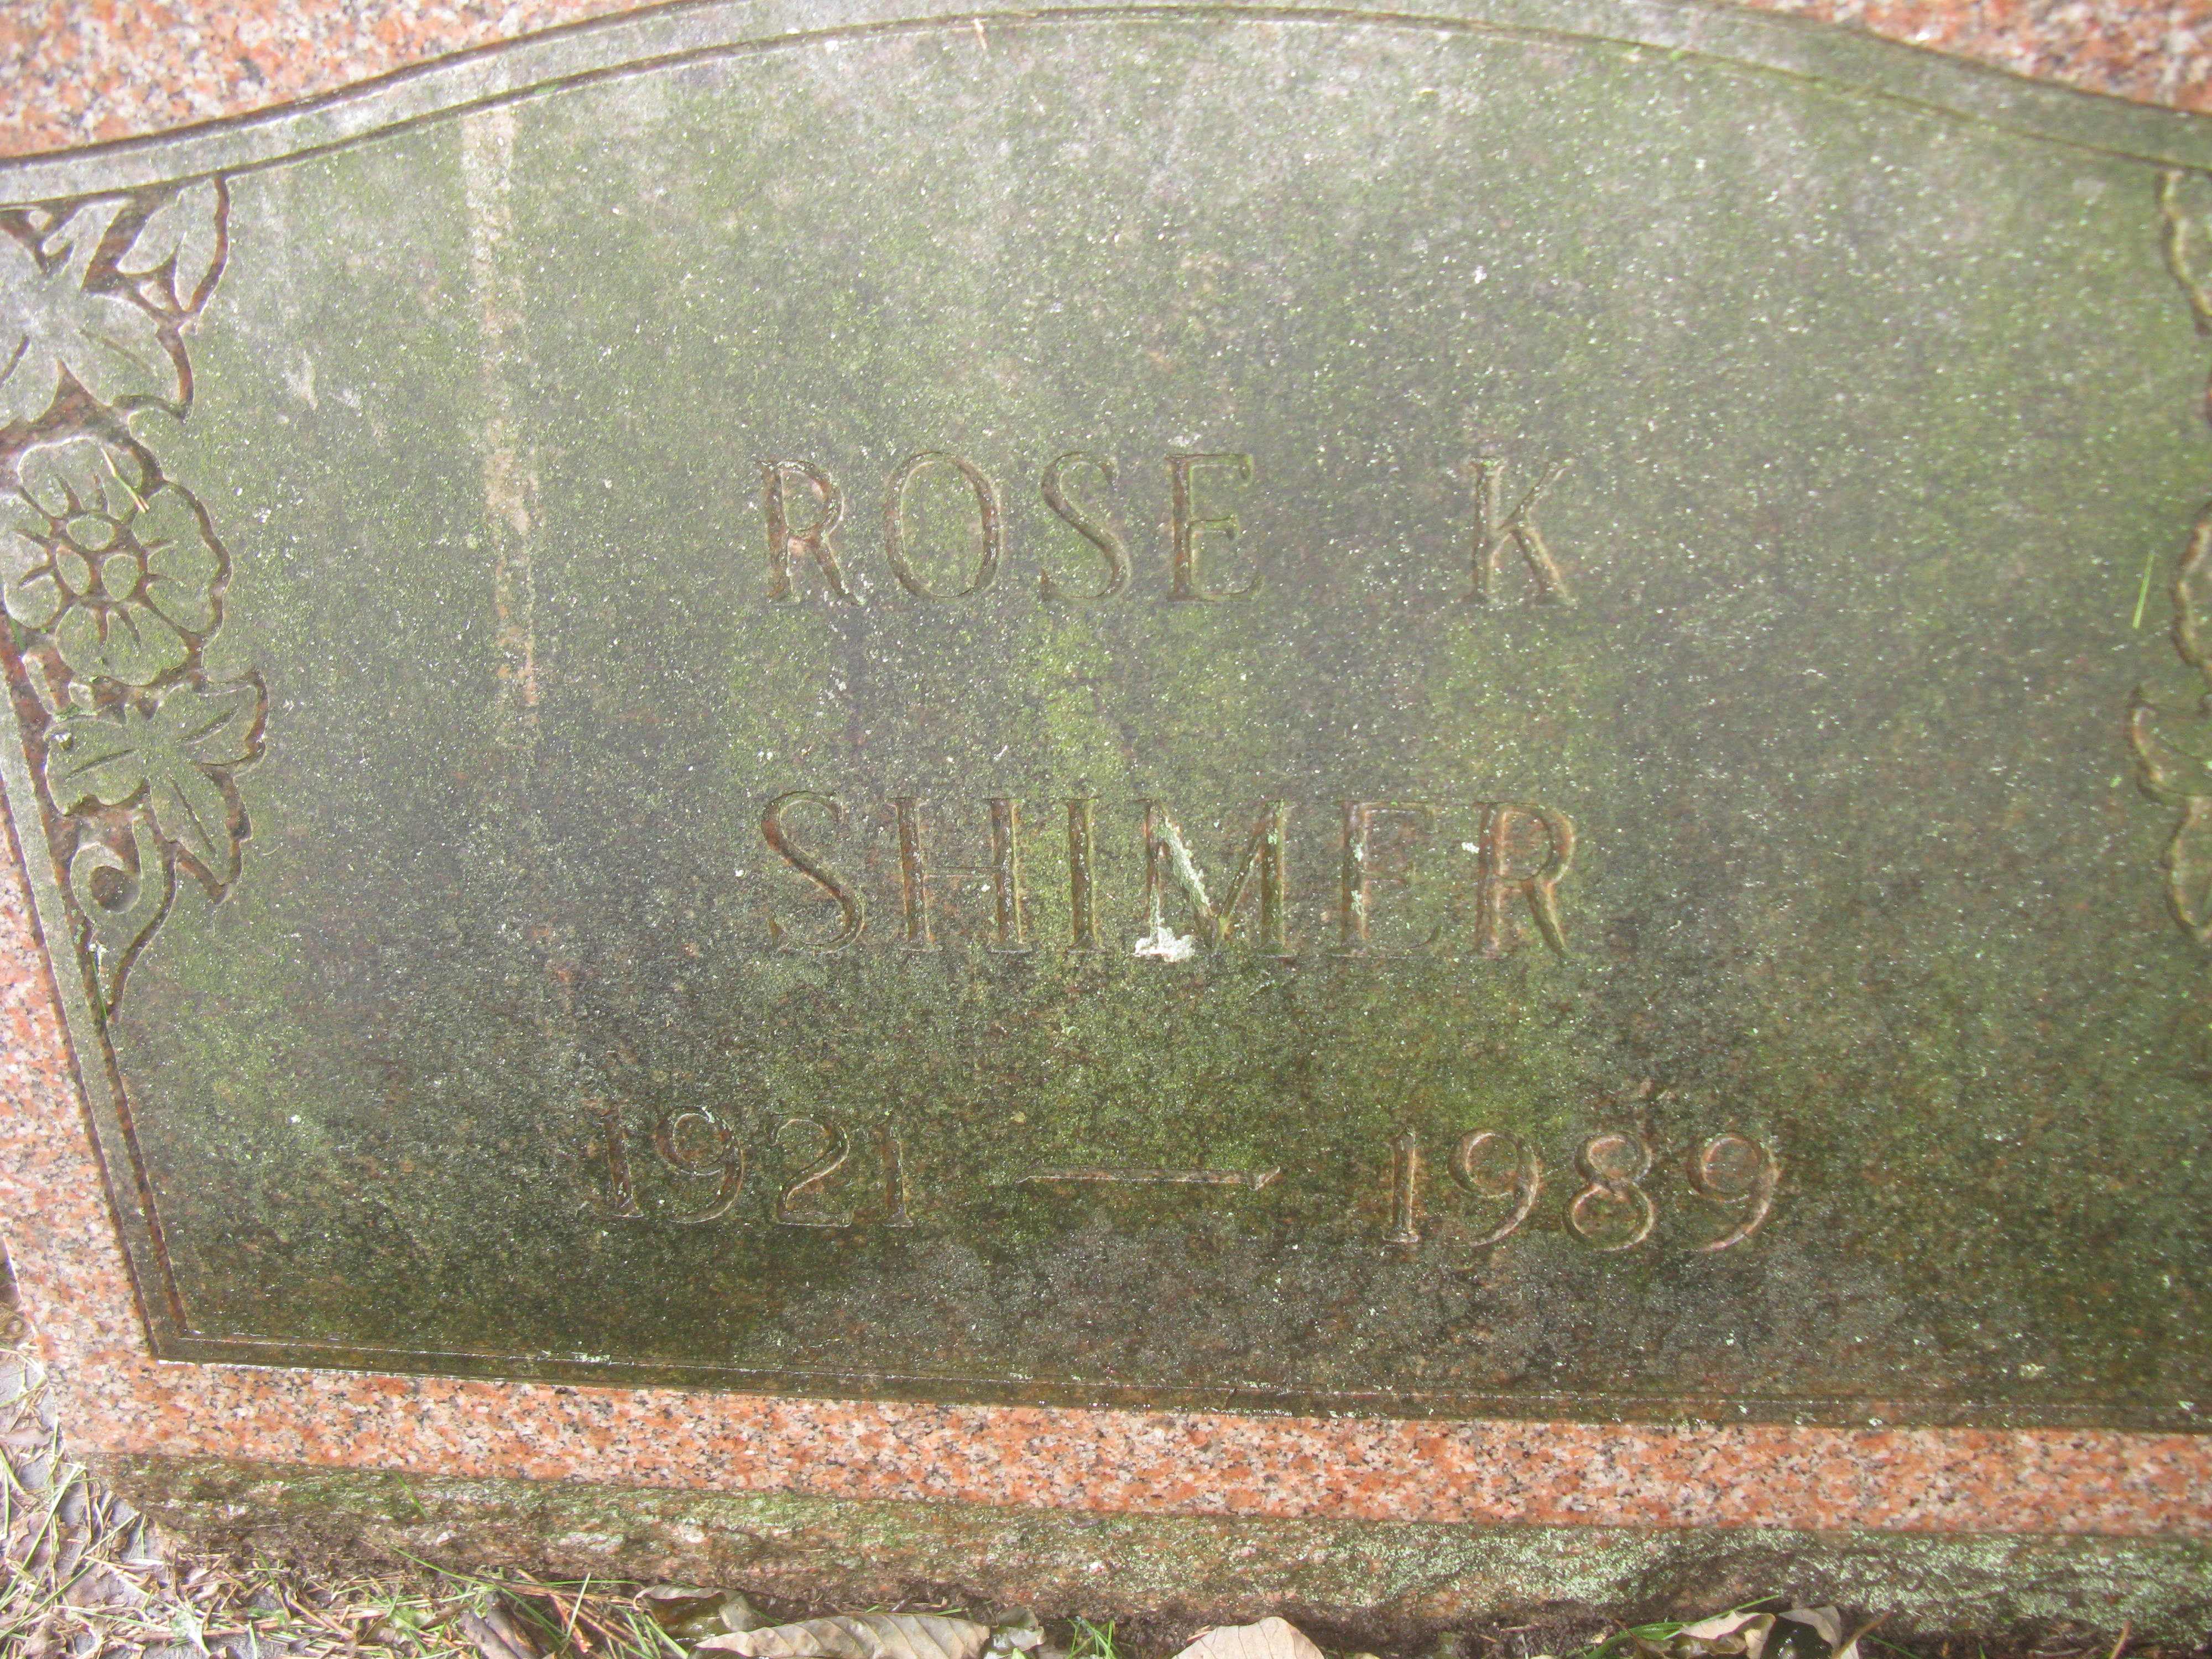 ROSE K
SHIMER
1921 — 1989